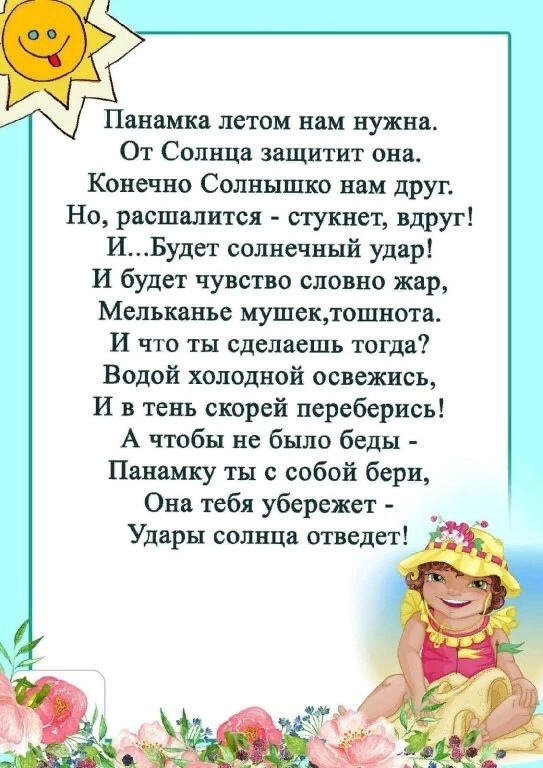 Панамка летом нам нужна.
От Солнца защитит она.
Конечно Солнышко нам друг.
Но, расшалится - стукнет, вдруг!
И...Будет солнечный удар!
И будет чувство словно жар,
Мельканье мушек,тошнота.
И что ты сделаешь тогда?
Водой холодной освежись,
И в тень скорей переберись!
А чтобы не было беды -
Панамку ты с собой бери,
Она тебя убережет -
Удары солнца отведет!